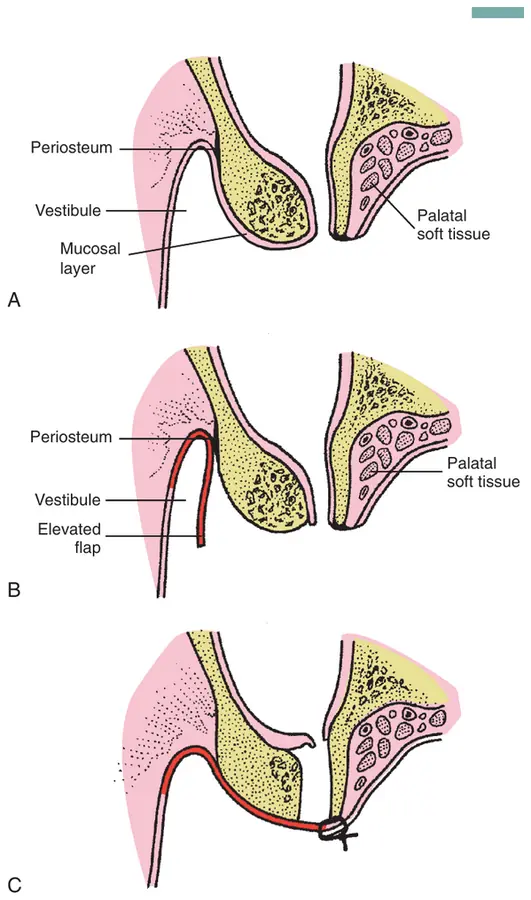 Periosteum
Vestibule
Mucosal
layer
Palatal
soft tissue
A
Periosteum
Vestibule
Elevated
flap
Palatal
soft tissue
B
C